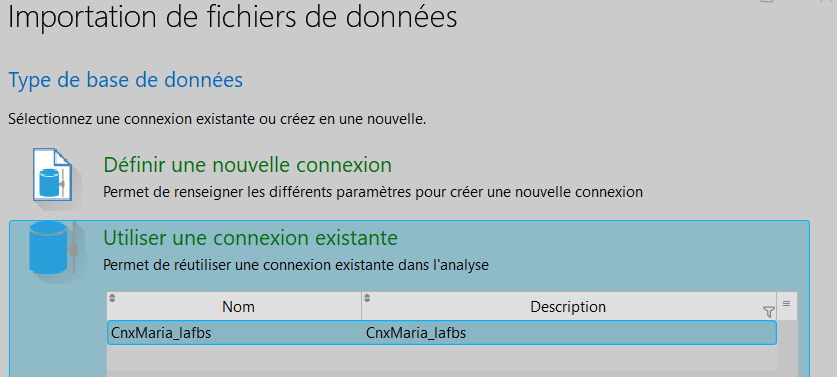 Importation de fichiers de données
Type de base de données
Sélectionnez une connexion existante ou créez en une nouvelle.
Définir une nouvelle connexion
Permet de renseigner les différents paramètres pour créer une nouvelle connexion
Utiliser une connexion existante
Permet de réutiliser une connexion existante dans l'analyse
Nom Description
CnxMaria_lafbs CnxMaria_lafbs